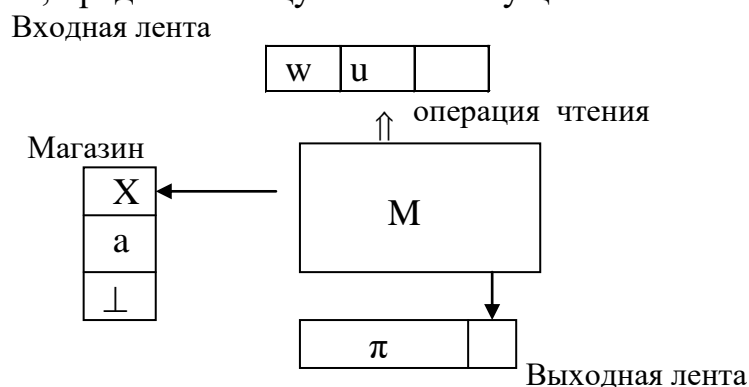 Входная лента
w u
⇑ операция чтения
Магазин
X
M
a
⊥
π
Выходная лента